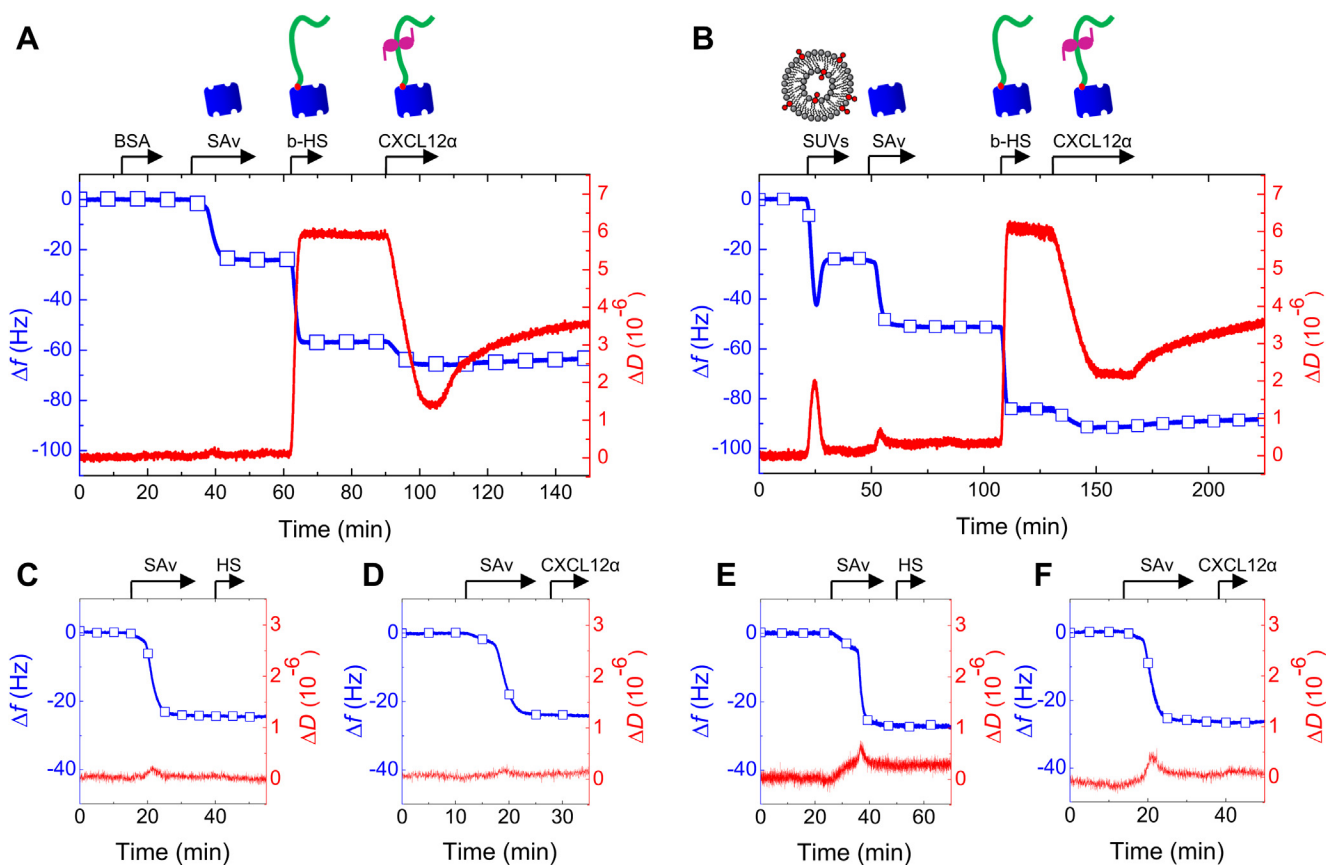 A
BSA
SAv
b-HS
CXCL12α
0
-20
-40
-60
-80
-100
Δf (Hz)
7
6
5
4
3
2
1
0
ΔD (10-6)
0 20 40 60 80 100 120 140
Time (min)
B
SUVs
SAv
b-HS
CXCL12α
0
-20
-40
-60
-80
-100
Δf (Hz)
7
6
5
4
3
2
1
0
ΔD (10-6)
0 50 100 150 200
Time (min)
C
SAv
HS
0
-20
-40
Δf (Hz)
3
2
1
0
ΔD (10-6)
0 20 40
Time (min)
D
SAv
CXCL12α
0
-20
-40
Δf (Hz)
3
2
1
0
ΔD (10-6)
0 10 20 30
Time (min)
E
SAv
HS
0
-20
-40
Δf (Hz)
3
2
1
0
ΔD (10-6)
0 20 40 60
Time (min)
F
SAv
CXCL12α
0
-20
-40
Δf (Hz)
3
2
1
0
ΔD (10-6)
0 20 40
Time (min)